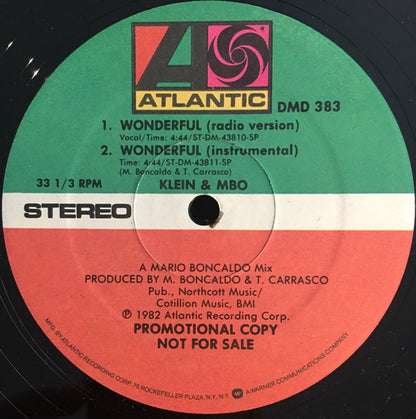 ATLANTIC
DMD 383
1. WONDERFUL (radio version)
Vocal/Time: 4:44/ST-DM-43810-SP
2. WONDERFUL (instrumental)
Time: 4:44/ST-DM-43811-SP
(M. Boncaldo & T. Carrasco)
33 1/3 RPM
KLEIN & MBO
STEREO
A MARIO BONCALDO Mix
PRODUCED BY M. BONCALDO & T. CARRASCO
Pub., Northcott Music/
Cotillion Music, BMI
℗ 1982 Atlantic Recording Corp.
PROMOTIONAL COPY
NOT FOR SALE
MFG. BY ATLANTIC RECORDING CORP., 75 ROCKEFELLER PLAZA, N.Y., N.Y. W A WARNER COMMUNICATIONS COMPANY